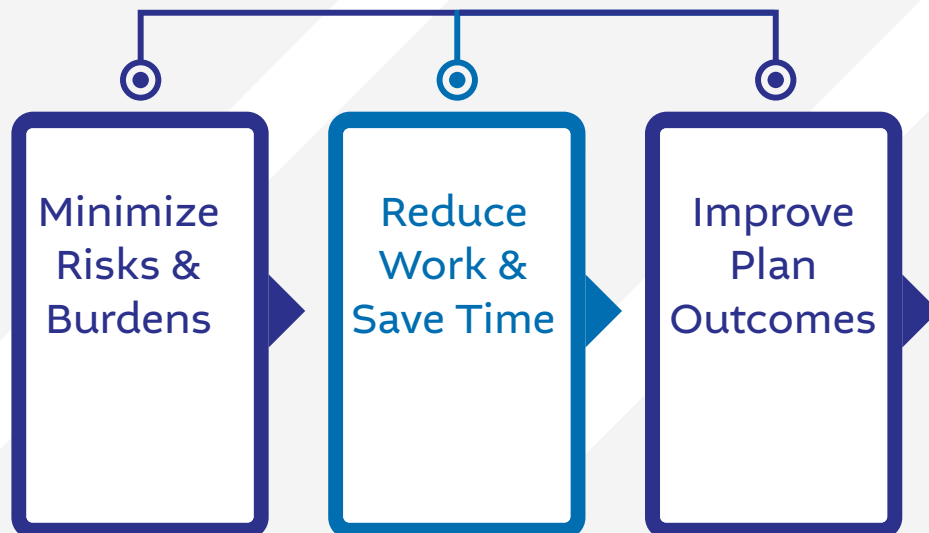 Minimize
Risks &
Burdens
Reduce
Work &
Save Time
Improve
Plan
Outcomes